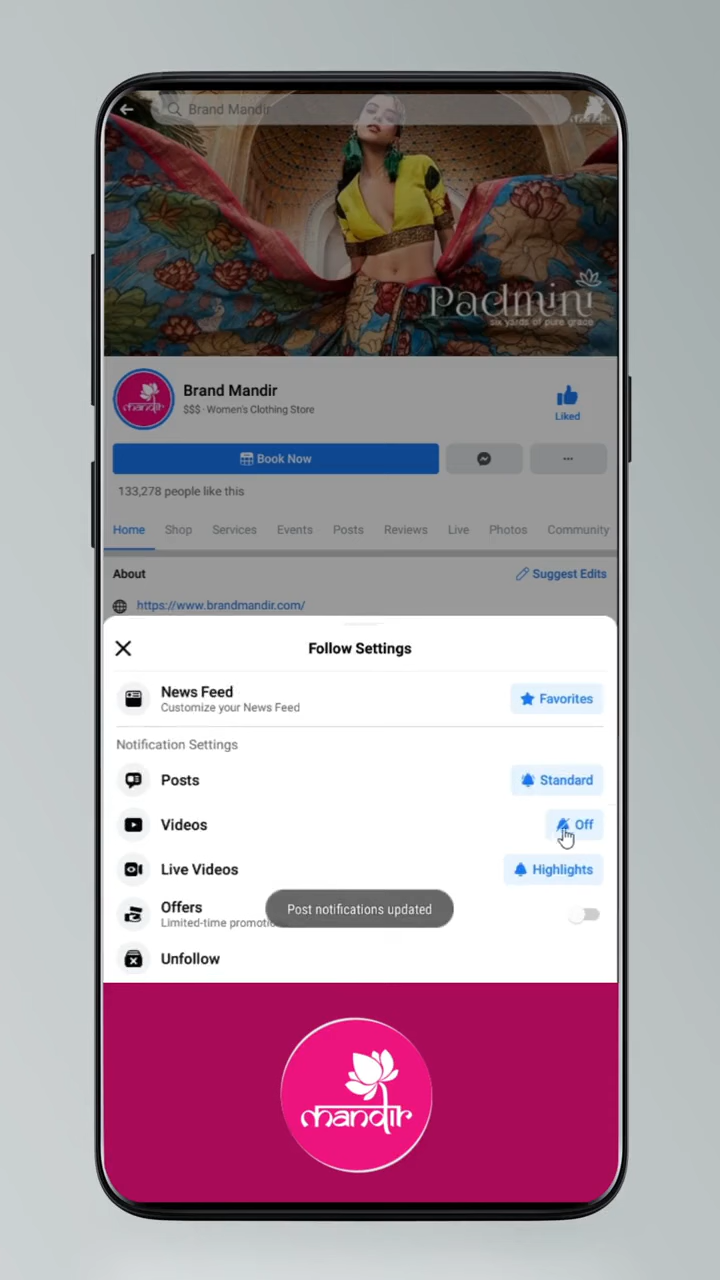 Brand Mandir
Padmini
six yards of pure grace
mandir
Brand Mandir
$$$ · Women's Clothing Store
Liked
Book Now
133,278 people like this
Home Shop Services Events Posts Reviews Live Photos Community
About
Suggest Edits
https://www.brandmandir.com/
Follow Settings
News Feed
Customize your News Feed
Favorites
Notification Settings
Posts
Standard
Videos
Off
Live Videos
Highlights
Offers
Limited-time promoti
Post notifications updated
Unfollow
mandir